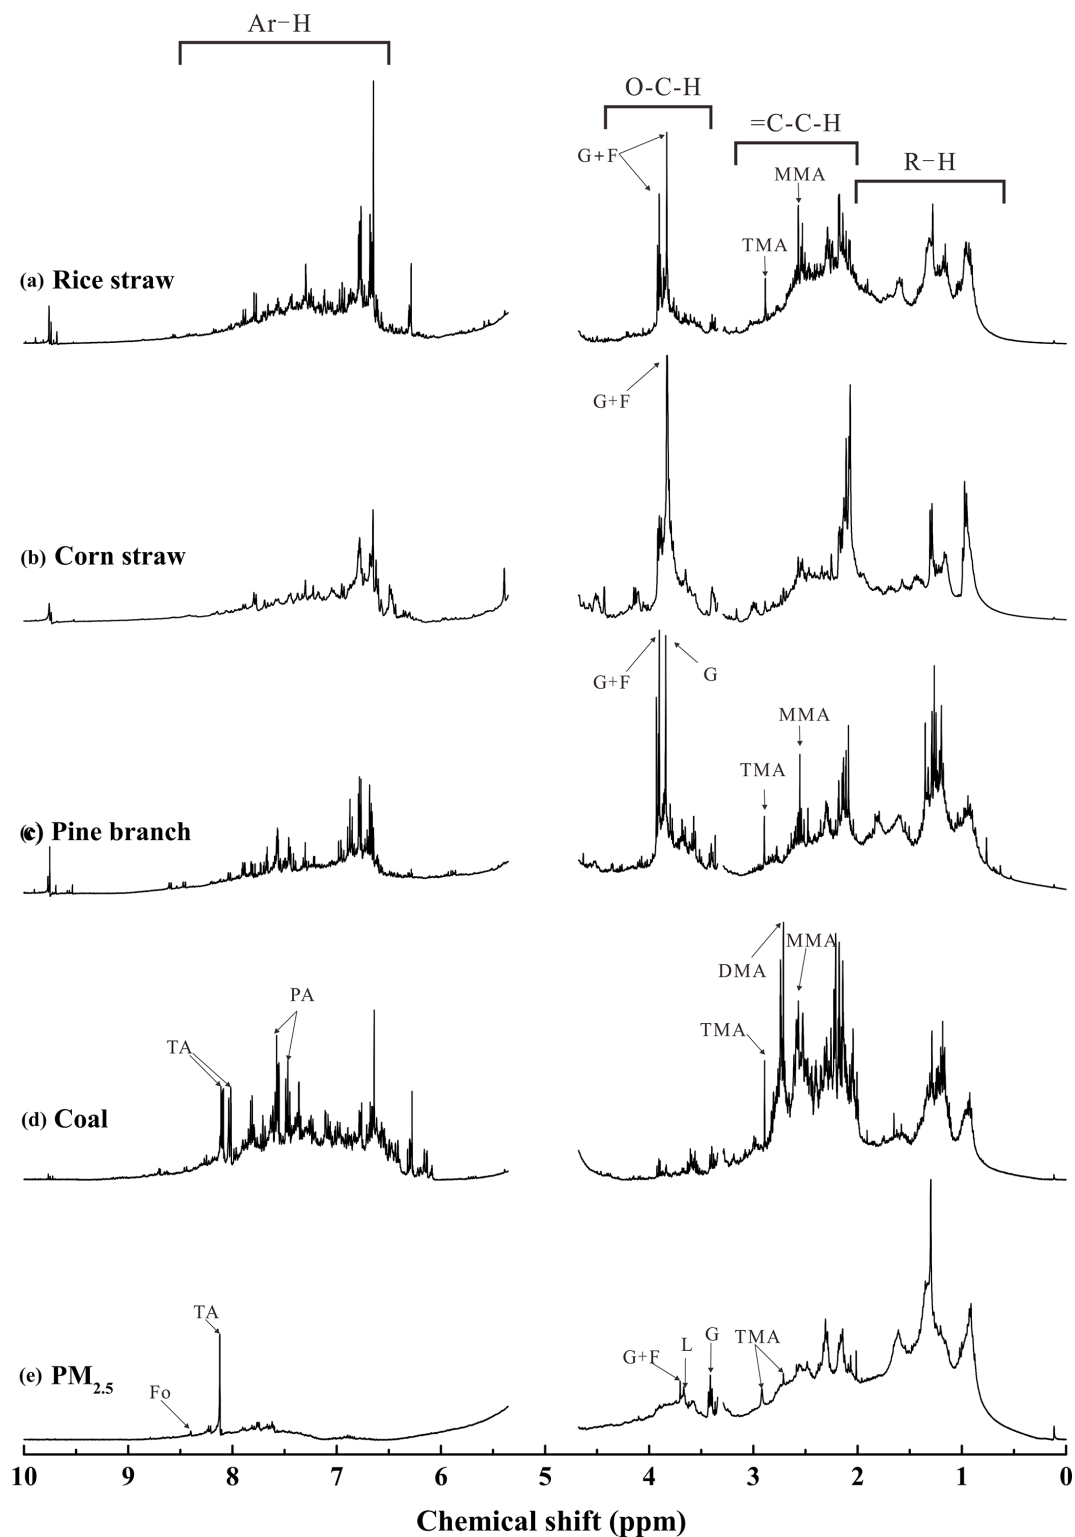 Ar−H
O-C-H
=C-C-H
R−H
G+F
MMA
TMA
(a) Rice straw
G+F
(b) Corn straw
G+F
G
MMA
TMA
(c) Pine branch
DMA
MMA
TMA
PA
TA
(d) Coal
TA
Fo
G+F
L
G
TMA
(e) PM2.5
10 9 8 7 6 5 4 3 2 1 0
Chemical shift (ppm)